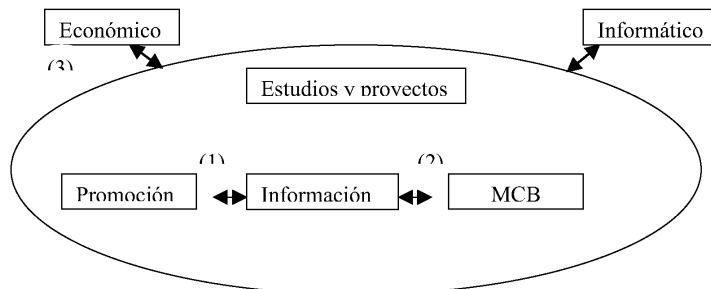 Económico
Informático
(3)
Estudios y proyectos
(1)
(2)
Promoción
Información
MCB